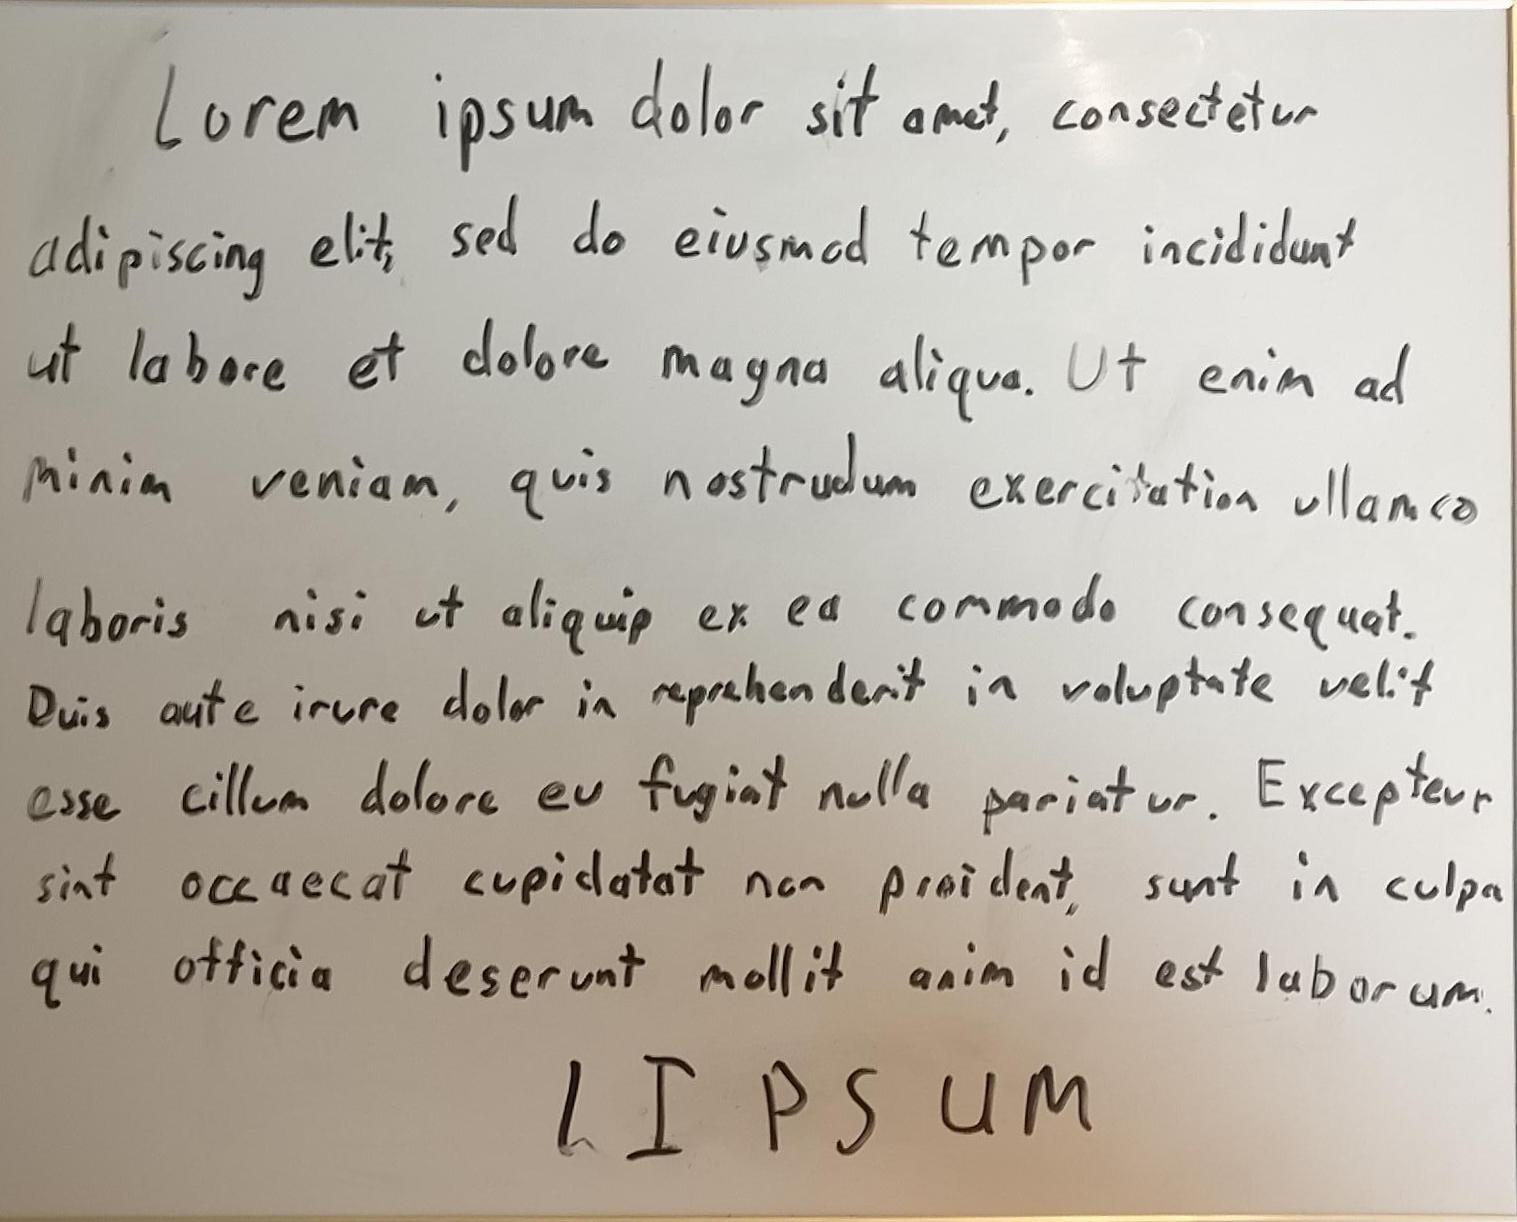 Lorem ipsum dolor sit amet, consectetur
adipiscing elit, sed do eiusmod tempor incididunt
ut labore et dolore magna aliqua. Ut enim ad
minim veniam, quis nostrudum exercitation ullamco
laboris nisi ut aliquip ex ea commodo consequat.
Duis aute irure dolor in reprehenderit in voluptate velit
esse cillum dolore eu fugiat nulla pariatur. Excepteur
sint occaecat cupidatat non proident, sunt in culpa
qui officia deserunt mollit anim id est laborum.
LIPSUM